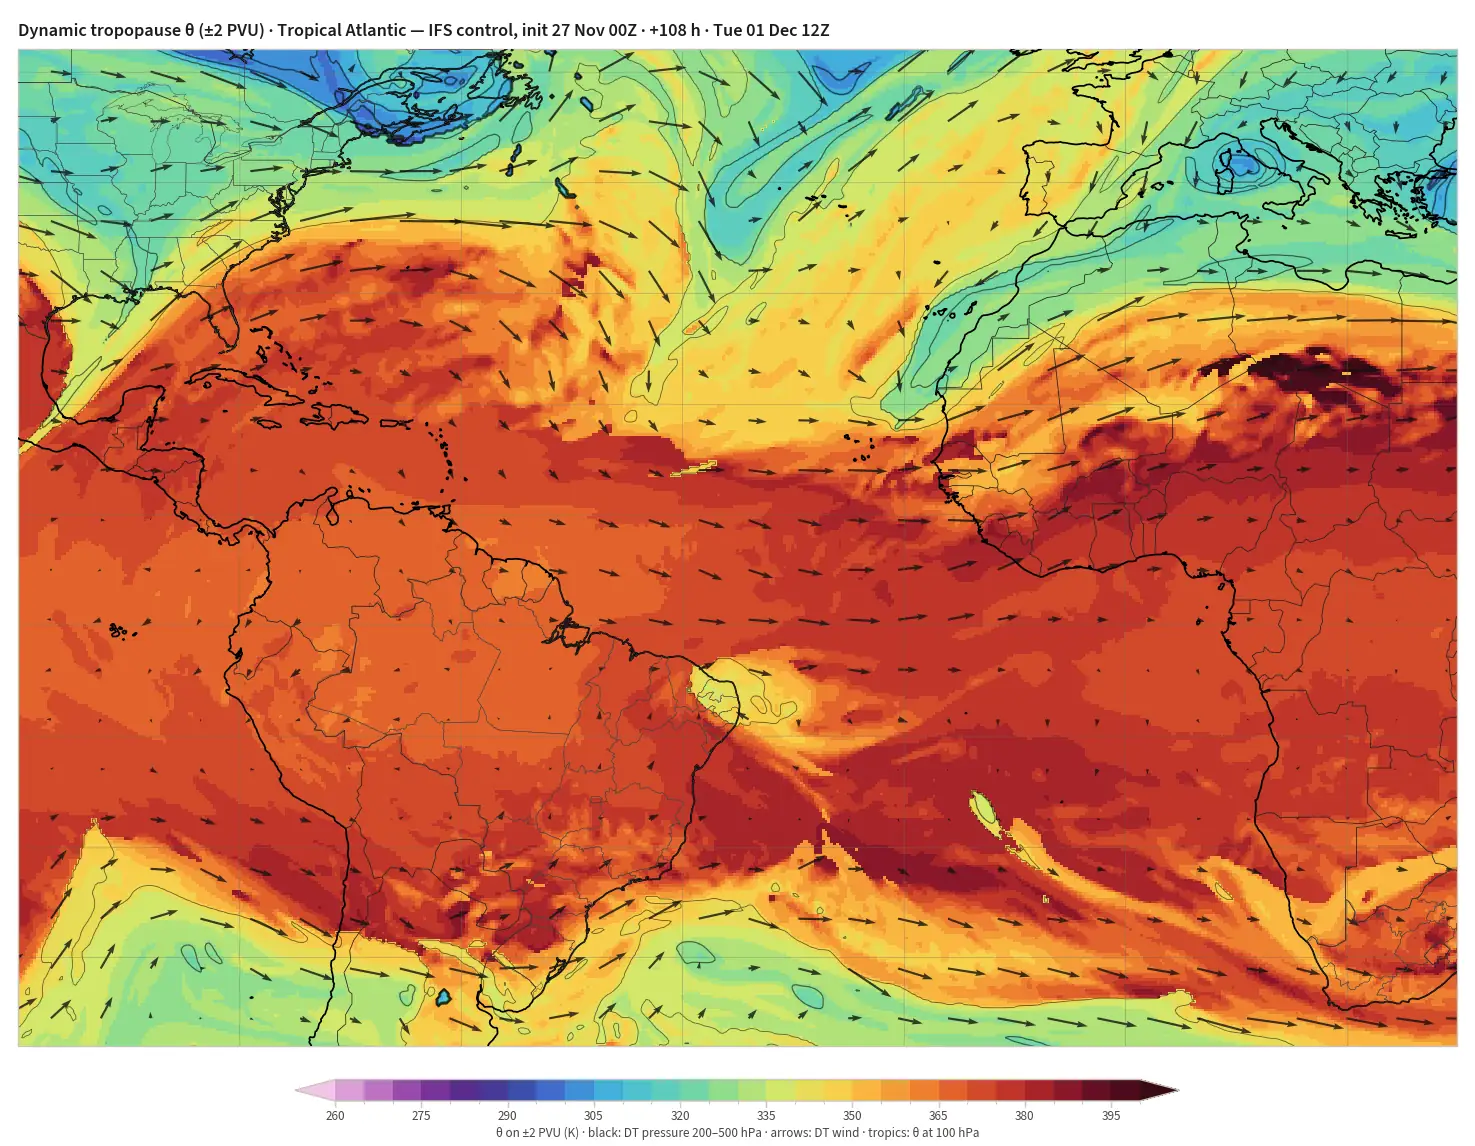 Dynamic tropopause θ (±2 PVU) · Tropical Atlantic — IFS control, init 27 Nov 00Z · +108 h · Tue 01 Dec 12Z
260 275 290 305 320 335 350 365 380 395
θ on ±2 PVU (K) · black: DT pressure 200–500 hPa · arrows: DT wind · tropics: θ at 100 hPa